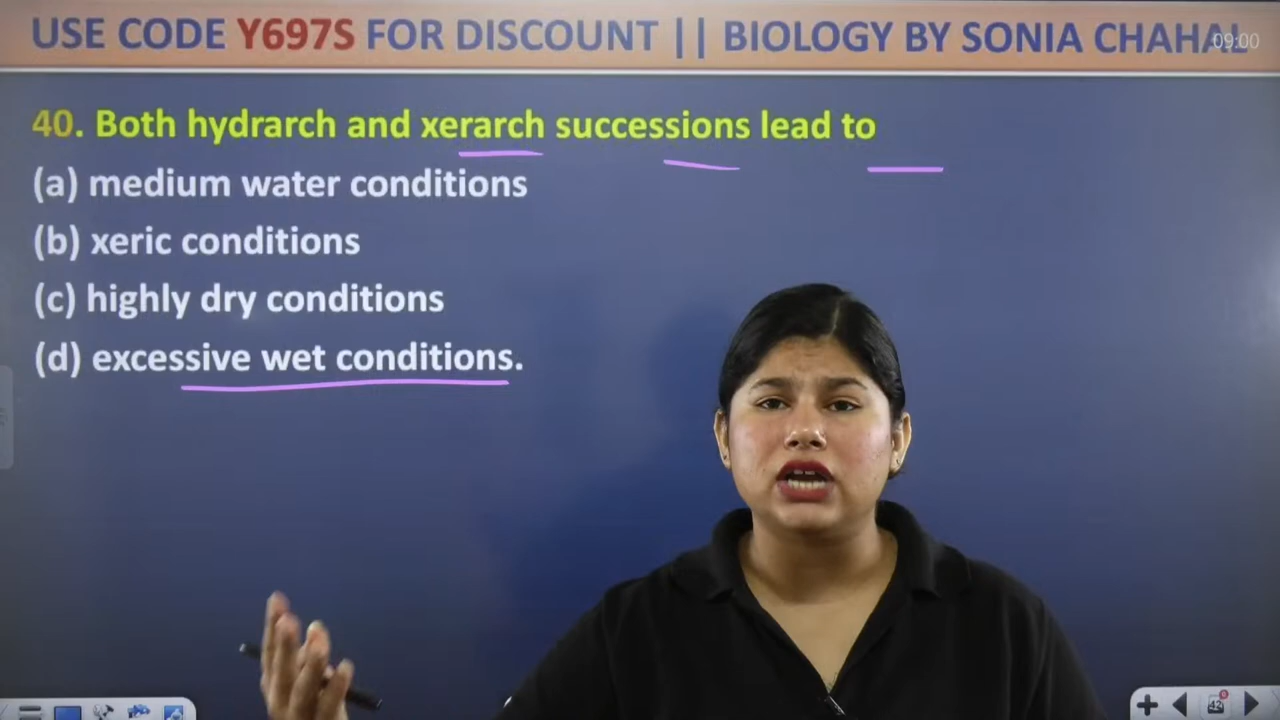 USE CODE Y697S FOR DISCOUNT || BIOLOGY BY SONIA CHAHAL
09:00
40. Both hydrarch and xerarch successions lead to
(a) medium water conditions
(b) xeric conditions
(c) highly dry conditions
(d) excessive wet conditions.
42